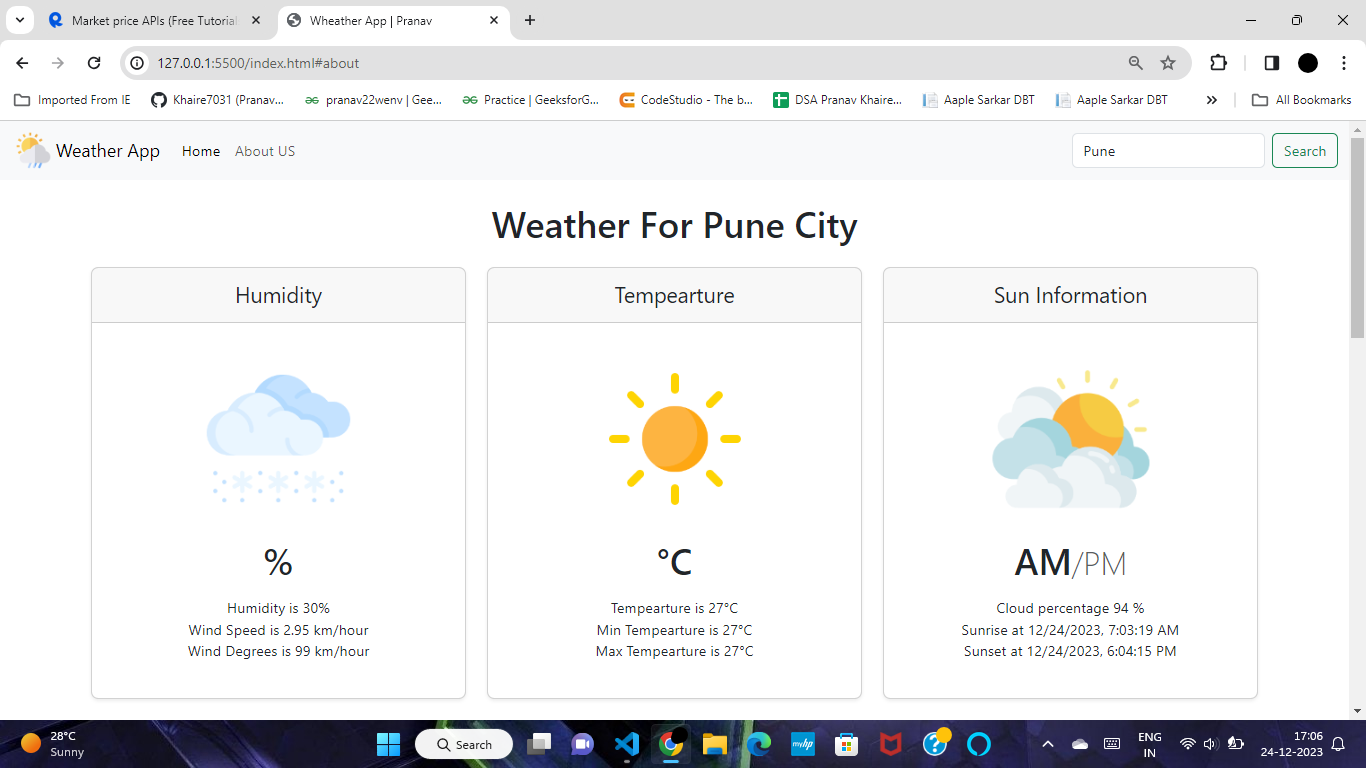 Market price APIs (Free Tutorial
Wheather App | Pranav
127.0.0.1:5500/index.html#about
Imported From IE
Khaire7031 (Pranav...
pranav22wenv | Gee...
Practice | GeeksforG...
CodeStudio - The b...
DSA Pranav Khaire...
Aaple Sarkar DBT
Aaple Sarkar DBT
All Bookmarks
Weather App
Home
About US
Pune
Search
Weather For Pune City
Humidity
%
Humidity is 30%
Wind Speed is 2.95 km/hour
Wind Degrees is 99 km/hour
Tempearture
°C
Tempearture is 27°C
Min Tempearture is 27°C
Max Tempearture is 27°C
Sun Information
AM/PM
Cloud percentage 94 %
Sunrise at 12/24/2023, 7:03:19 AM
Sunset at 12/24/2023, 6:04:15 PM
28°C
Sunny
Search
myhp
ENG
IN
17:06
24-12-2023